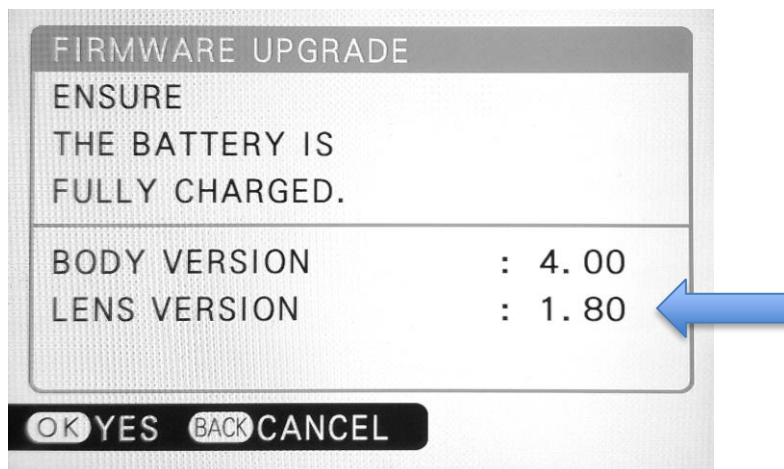 FIRMWARE UPGRADE
ENSURE
THE BATTERY IS
FULLY CHARGED.
BODY VERSION : 4.00
LENS VERSION : 1.80
OK YES BACK CANCEL